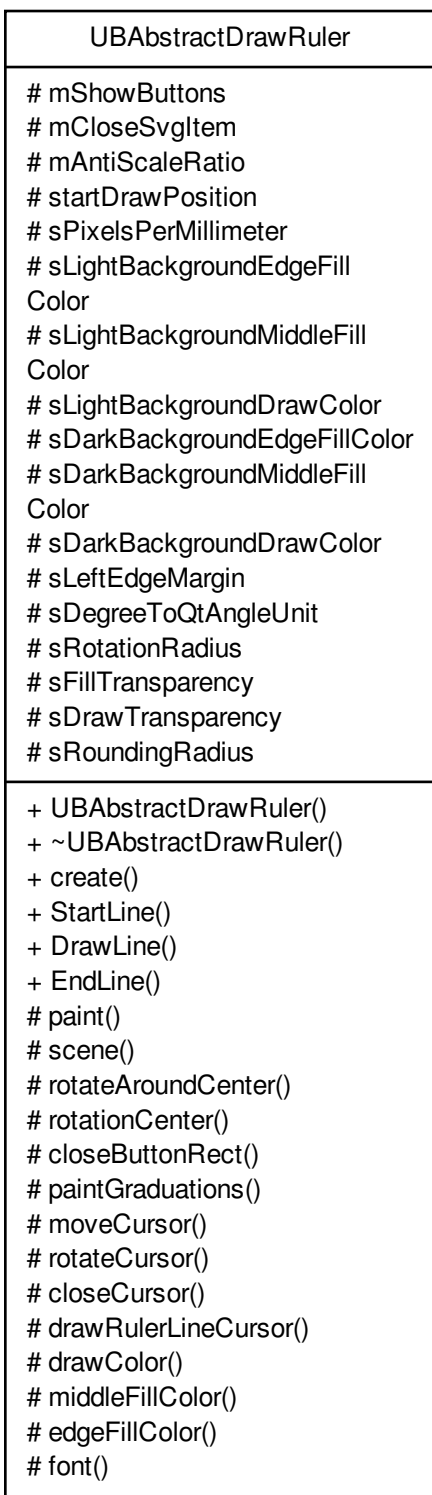 UBAbstractDrawRuler
# mShowButtons
# mCloseSvgItem
# mAntiScaleRatio
# startDrawPosition
# sPixelsPerMillimeter
# sLightBackgroundEdgeFill
Color
# sLightBackgroundMiddleFill
Color
# sLightBackgroundDrawColor
# sDarkBackgroundEdgeFillColor
# sDarkBackgroundMiddleFill
Color
# sDarkBackgroundDrawColor
# sLeftEdgeMargin
# sDegreeToQtAngleUnit
# sRotationRadius
# sFillTransparency
# sDrawTransparency
# sRoundingRadius
+ UBAbstractDrawRuler()
+ ~UBAbstractDrawRuler()
+ create()
+ StartLine()
+ DrawLine()
+ EndLine()
# paint()
# scene()
# rotateAroundCenter()
# rotationCenter()
# closeButtonRect()
# paintGraduations()
# moveCursor()
# rotateCursor()
# closeCursor()
# drawRulerLineCursor()
# drawColor()
# middleFillColor()
# edgeFillColor()
# font()